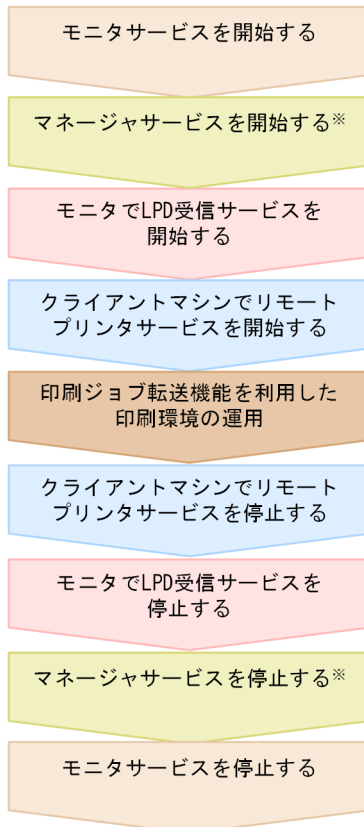 モニタサービスを開始する
マネージャサービスを開始する※
モニタでLPD受信サービスを
開始する
クライアントマシンでリモート
プリンタサービスを開始する
印刷ジョブ転送機能を利用した
印刷環境の運用
クライアントマシンでリモート
プリンタサービスを停止する
モニタでLPD受信サービスを
停止する
マネージャサービスを停止する※
モニタサービスを停止する